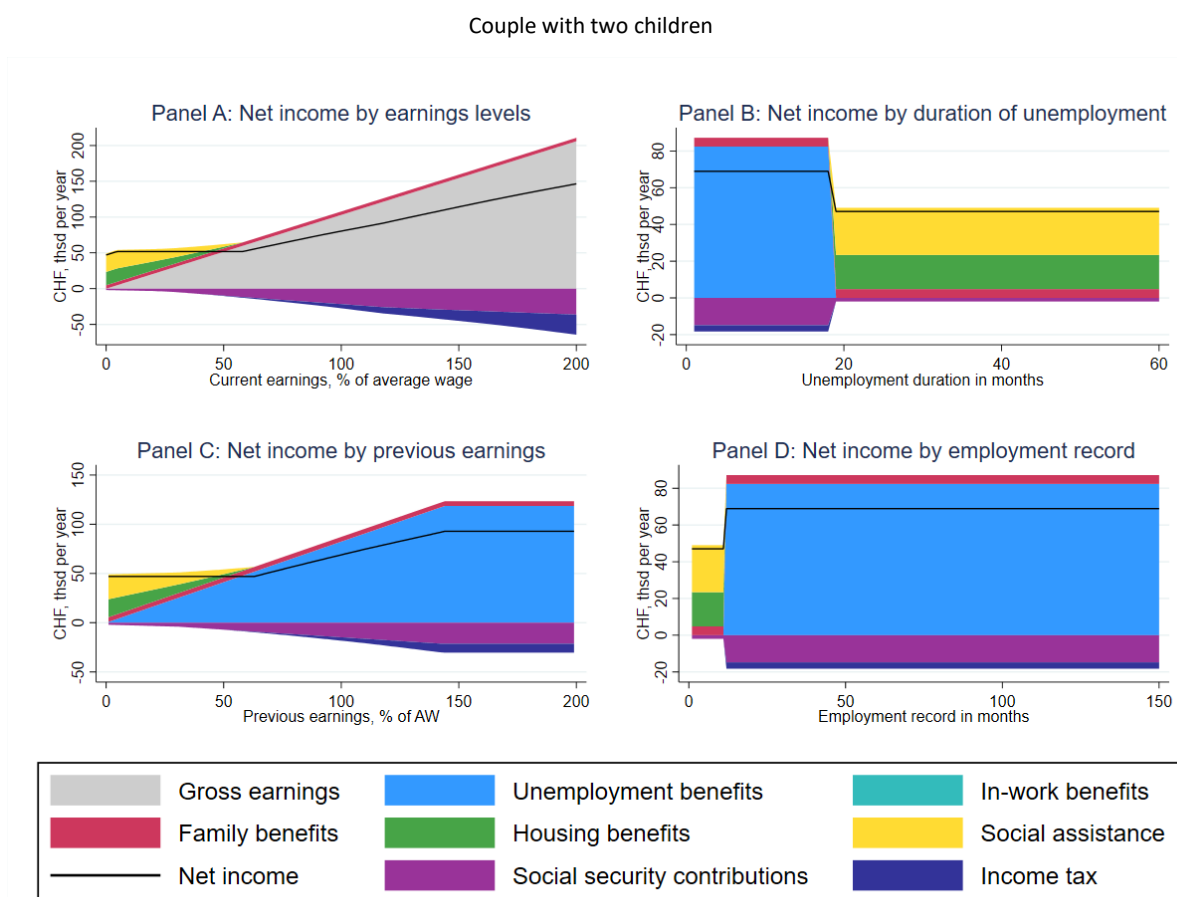 Couple with two children
Panel A: Net income by earnings levels
CHF, thsd per year
-50 0 50 100 150 200
0 50 100 150 200
Current earnings, % of average wage
Panel B: Net income by duration of unemployment
CHF, thsd per year
-20 0 20 40 60 80
0 20 40 60
Unemployment duration in months
Panel C: Net income by previous earnings
CHF, thsd per year
-50 0 50 100 150
0 50 100 150 200
Previous earnings, % of AW
Panel D: Net income by employment record
CHF, thsd per year
-20 0 20 40 60 80
0 50 100 150
Employment record in months
Gross earnings Unemployment benefits In-work benefits
Family benefits Housing benefits Social assistance
Net income Social security contributions Income tax